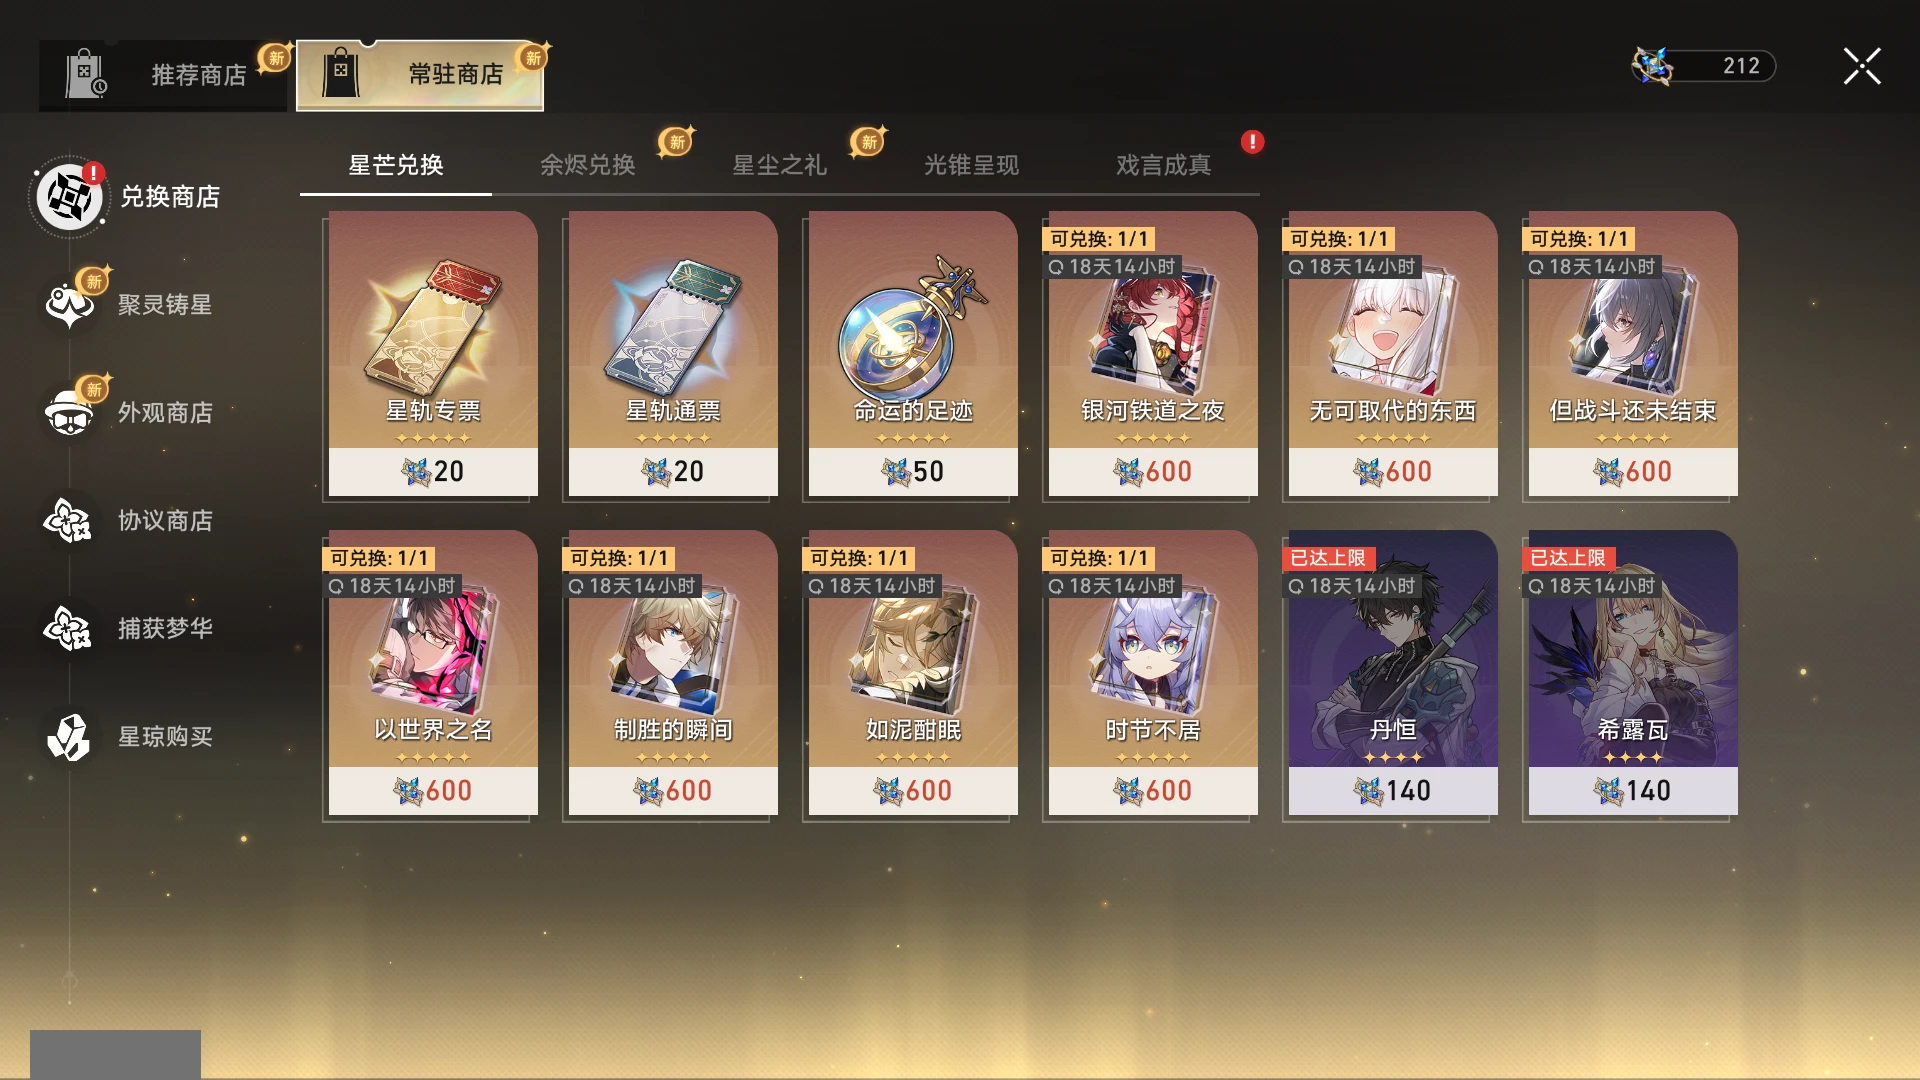 推荐商店
新
常驻商店
新
212
兑换商店
聚灵铸星
新
外观商店
新
协议商店
捕获梦华
星琼购买
星芒兑换
余烬兑换
新
星尘之礼
新
光锥呈现
戏言成真
星轨专票
20
星轨通票
20
命运的足迹
50
可兑换: 1/1
18天14小时
银河铁道之夜
600
可兑换: 1/1
18天14小时
无可取代的东西
600
可兑换: 1/1
18天14小时
但战斗还未结束
600
可兑换: 1/1
18天14小时
以世界之名
600
可兑换: 1/1
18天14小时
制胜的瞬间
600
可兑换: 1/1
18天14小时
如泥酣眠
600
可兑换: 1/1
18天14小时
时节不居
600
已达上限
18天14小时
丹恒
140
已达上限
18天14小时
希露瓦
140